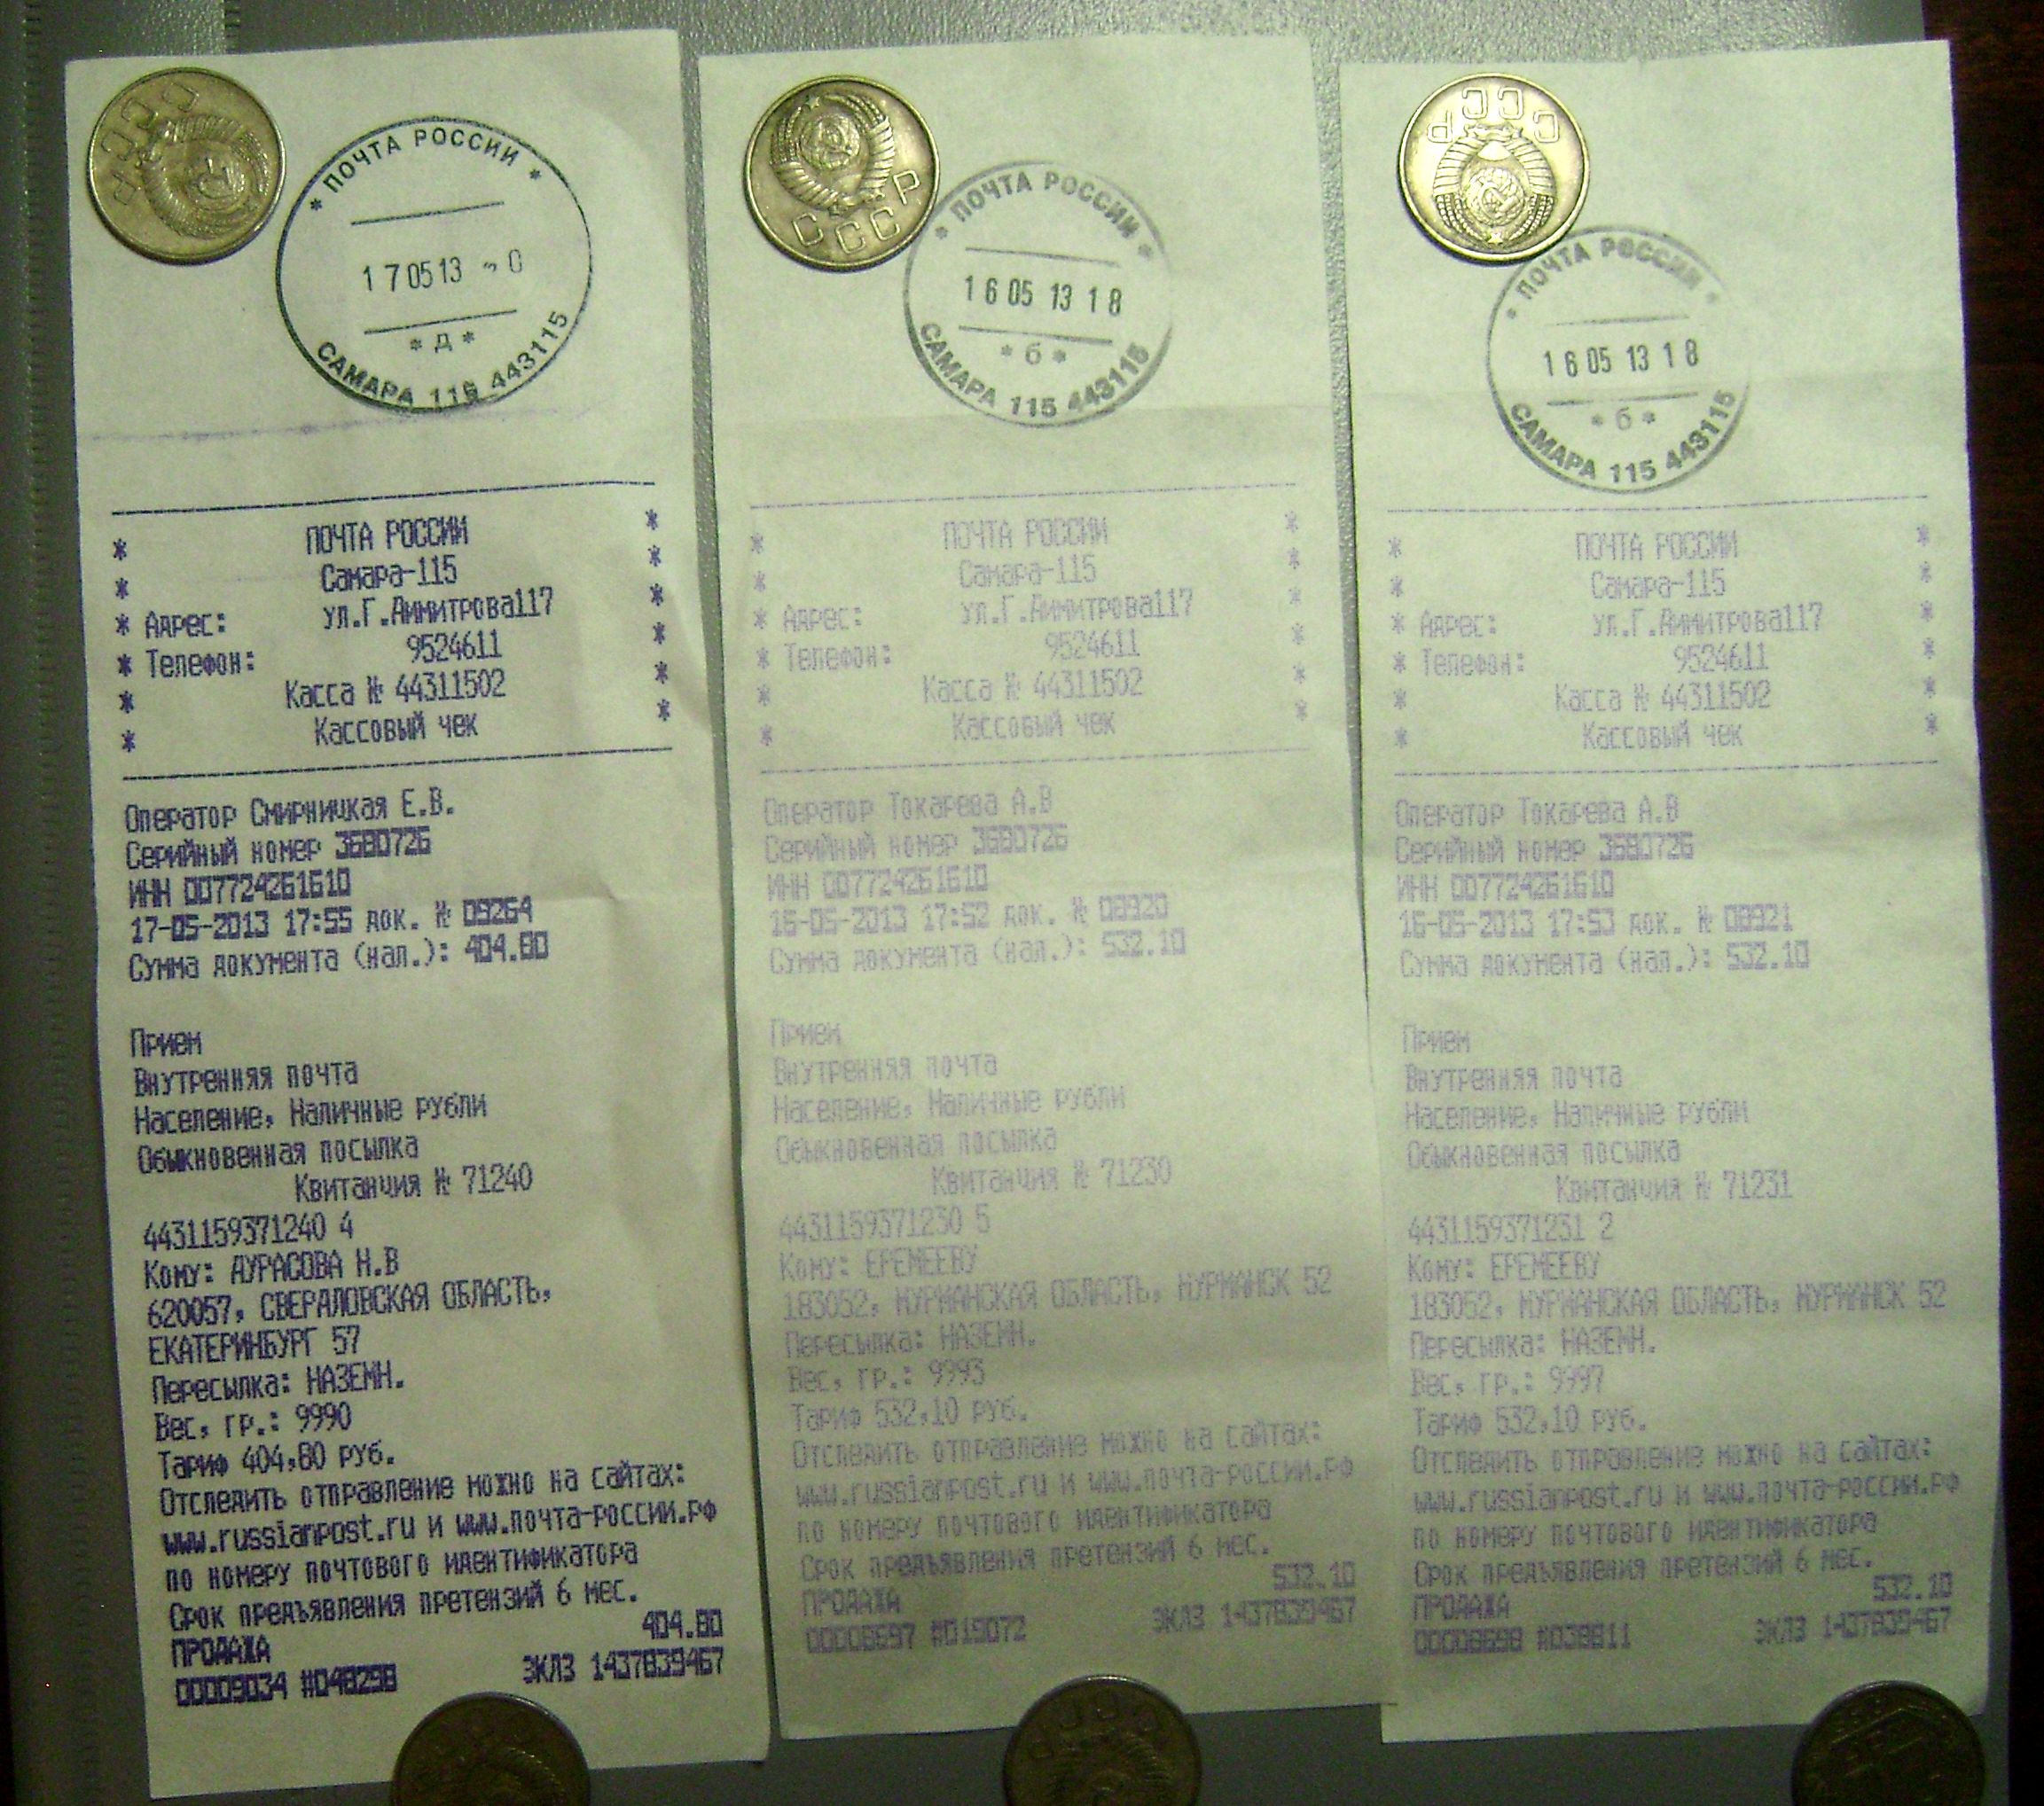 СССР
* ПОЧТА РОССИИ *
17 05 13
* Д *
САМАРА 115 443115
* ПОЧТА РОССИИ *
* Самара-115 *
* Адрес: ул.Г.Димитрова117 *
* Телефон: 9524611 *
* Касса № 44311502 *
* Кассовый чек *
Оператор Смирницкая Е.В.
Серийный номер 3680726
ИНН 007724261610
17-05-2013 17:55 док. № 09264
Сумма документа (нал.): 404.80
Прием
Внутренняя почта
Население, Наличные рубли
Обыкновенная посылка
Квитанция № 71240
4431159371240 4
Кому: ДУРАСОВА Н.В
620057, СВЕРДЛОВСКАЯ ОБЛАСТЬ,
ЕКАТЕРИНБУРГ 57
Пересылка: НАЗЕМН.
Вес, гр.: 9990
Тариф 404,80 руб.
Отследить отправление можно на сайтах:
www.russianpost.ru и www.почта-россии.рф
по номеру почтового идентификатора
Срок предъявления претензий 6 мес.
404.80
ПРОДАЖА
00009034 #048298 ЭКЛЗ 1437839467
СССР
* ПОЧТА РОССИИ *
16 05 13 18
* б *
САМАРА 115 443115
* ПОЧТА РОССИИ *
* Самара-115 *
* Адрес: ул.Г.Димитрова117 *
* Телефон: 9524611 *
* Касса № 44311502 *
* Кассовый чек *
Оператор Токарева А.В
Серийный номер 3680726
ИНН 007724261610
16-05-2013 17:52 док. № 08920
Сумма документа (нал.): 532.10
Прием
Внутренняя почта
Население, Наличные рубли
Обыкновенная посылка
Квитанция № 71230
4431159371230 5
Кому: ЕРЕМЕЕВУ
183052, МУРМАНСКАЯ ОБЛАСТЬ, МУРМАНСК 52
Пересылка: НАЗЕМН.
Вес, гр.: 9993
Тариф 532,10 руб.
Отследить отправление можно на сайтах:
www.russianpost.ru и www.почта-россии.рф
по номеру почтового идентификатора
Срок предъявления претензий 6 мес.
532.10
ПРОДАЖА
00008697 #019072 ЭКЛЗ 1437839467
СССР
* ПОЧТА РОССИИ *
16 05 13 18
* б *
САМАРА 115 443115
* ПОЧТА РОССИИ *
* Самара-115 *
* Адрес: ул.Г.Димитрова117 *
* Телефон: 9524611 *
* Касса № 44311502 *
* Кассовый чек *
Оператор Токарева А.В
Серийный номер 3680726
ИНН 007724261610
16-05-2013 17:53 док. № 08921
Сумма документа (нал.): 532.10
Прием
Внутренняя почта
Население, Наличные рубли
Обыкновенная посылка
Квитанция № 71231
4431159371231 2
Кому: ЕРЕМЕЕВУ
183052, МУРМАНСКАЯ ОБЛАСТЬ, МУРМАНСК 52
Пересылка: НАЗЕМН.
Вес, гр.: 9997
Тариф 532,10 руб.
Отследить отправление можно на сайтах:
www.russianpost.ru и www.почта-россии.рф
по номеру почтового идентификатора
Срок предъявления претензий 6 мес.
532.10
ПРОДАЖА
00008698 #038811 ЭКЛЗ 1437839467
СССР